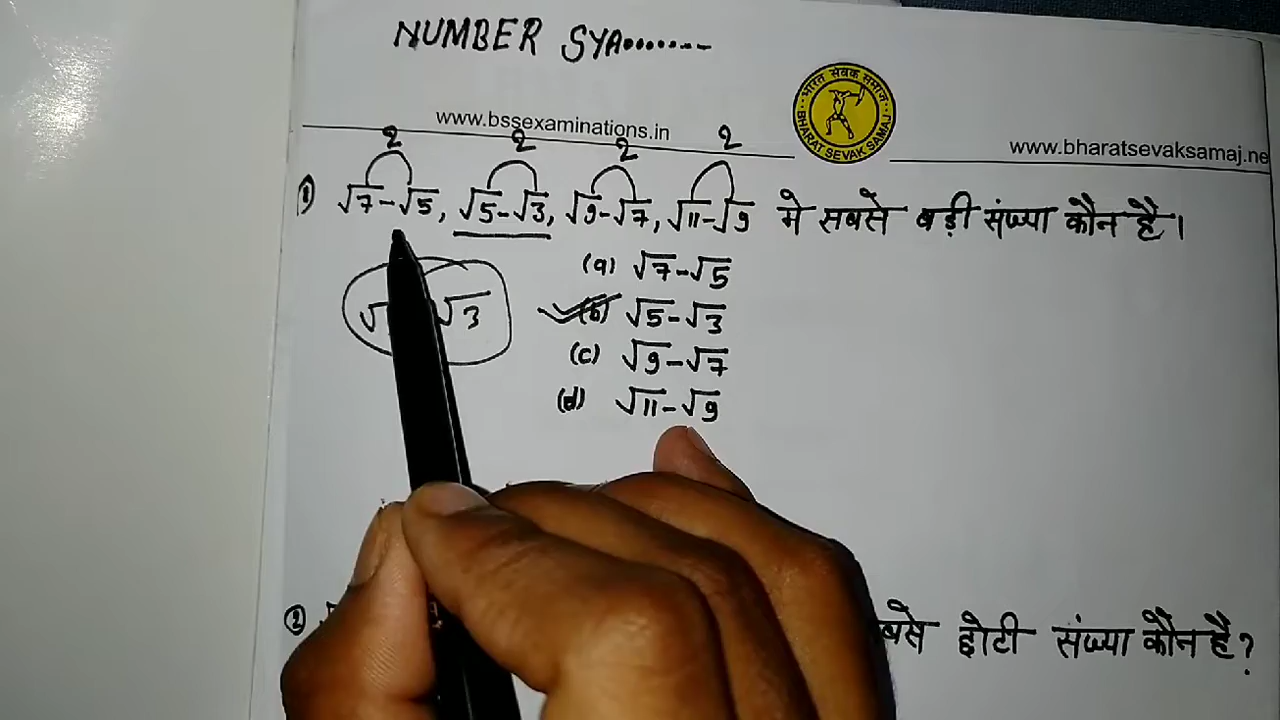 NUMBER SYA.......
www.bssexaminations.in
भारत सेवक समाज
BHARAT SEVAK SAMAJ
www.bharatsevaksamaj.ne
2 2 2 2
① √7-√5, √5-√3, √9-√7, √11-√9 मे सबसे बड़ी संख्या कौन है।
(a) √7-√5
√3 (b) √5-√3
(c) √9-√7
(d) √11-√9
② बसे छोटी संख्या कौन है?